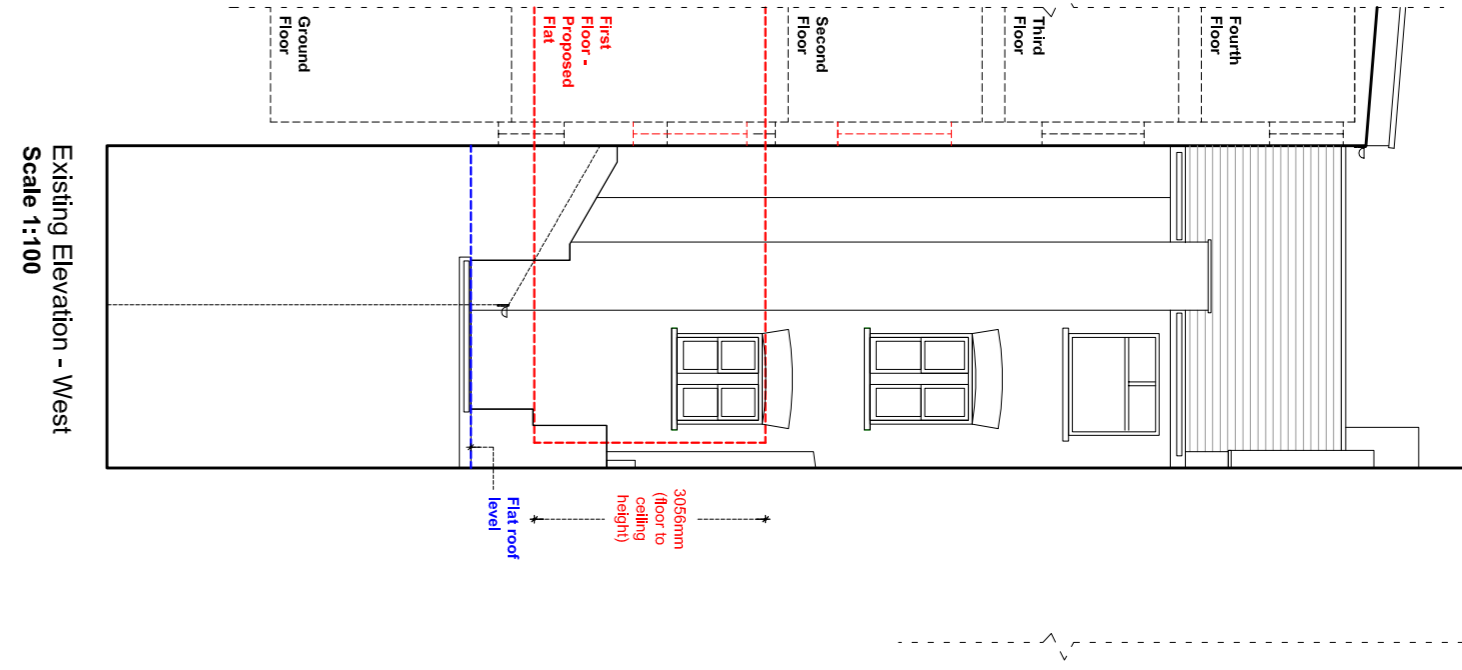 Fourth
Floor
Third
Floor
Second
Floor
First
Floor -
Proposed
Flat
Ground
Floor
3056mm
(floor to
ceiling
height)
Flat roof
level
Existing Elevation - West
Scale 1:100